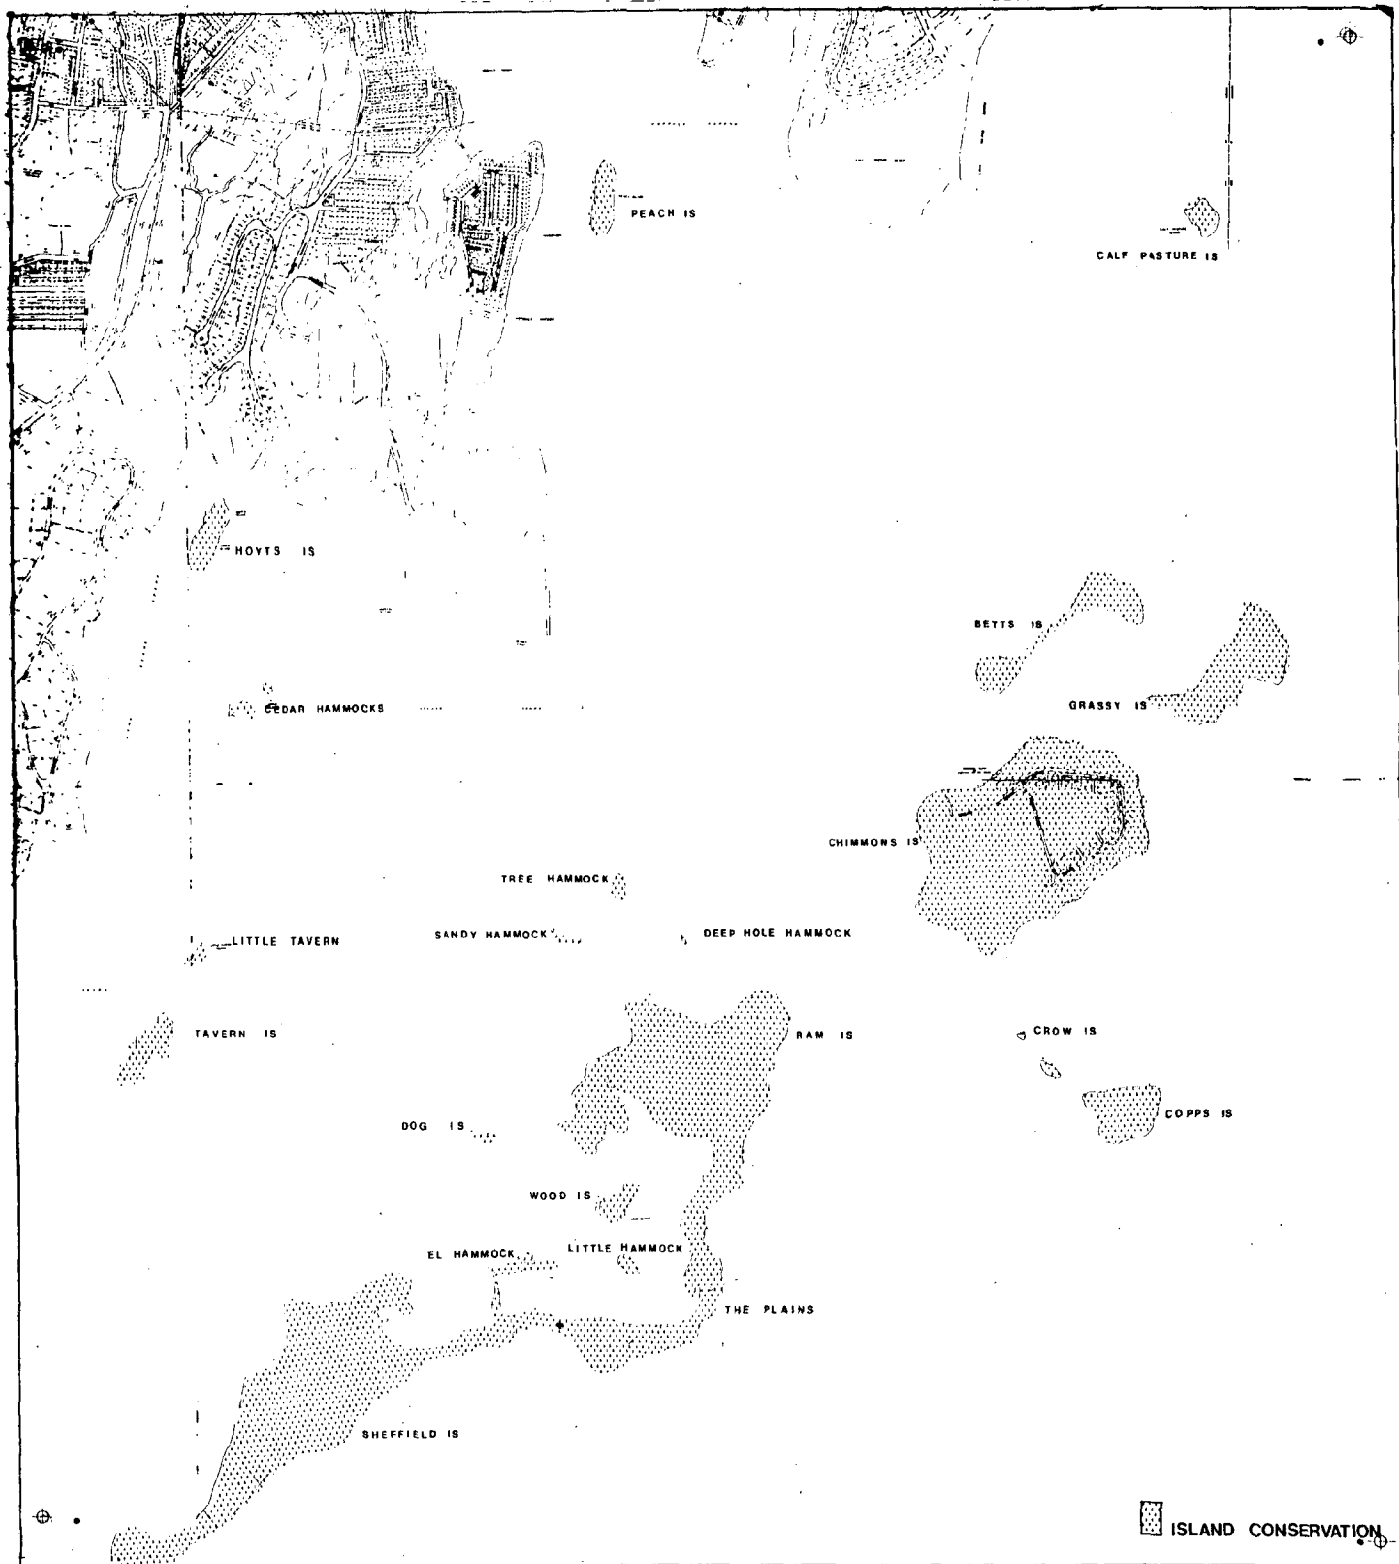 PEACH IS
CALF PASTURE IS
HOYTS IS
BETTS IS
GRASSY IS
CEDAR HAMMOCKS
CHIMMONS IS
TREE HAMMOCK
LITTLE TAVERN
SANDY HAMMOCK
DEEP HOLE HAMMOCK
TAVERN IS
RAM IS
CROW IS
COPPS IS
DOG IS
WOOD IS
EL HAMMOCK
LITTLE HAMMOCK
THE PLAINS
SHEFFIELD IS
ISLAND CONSERVATION